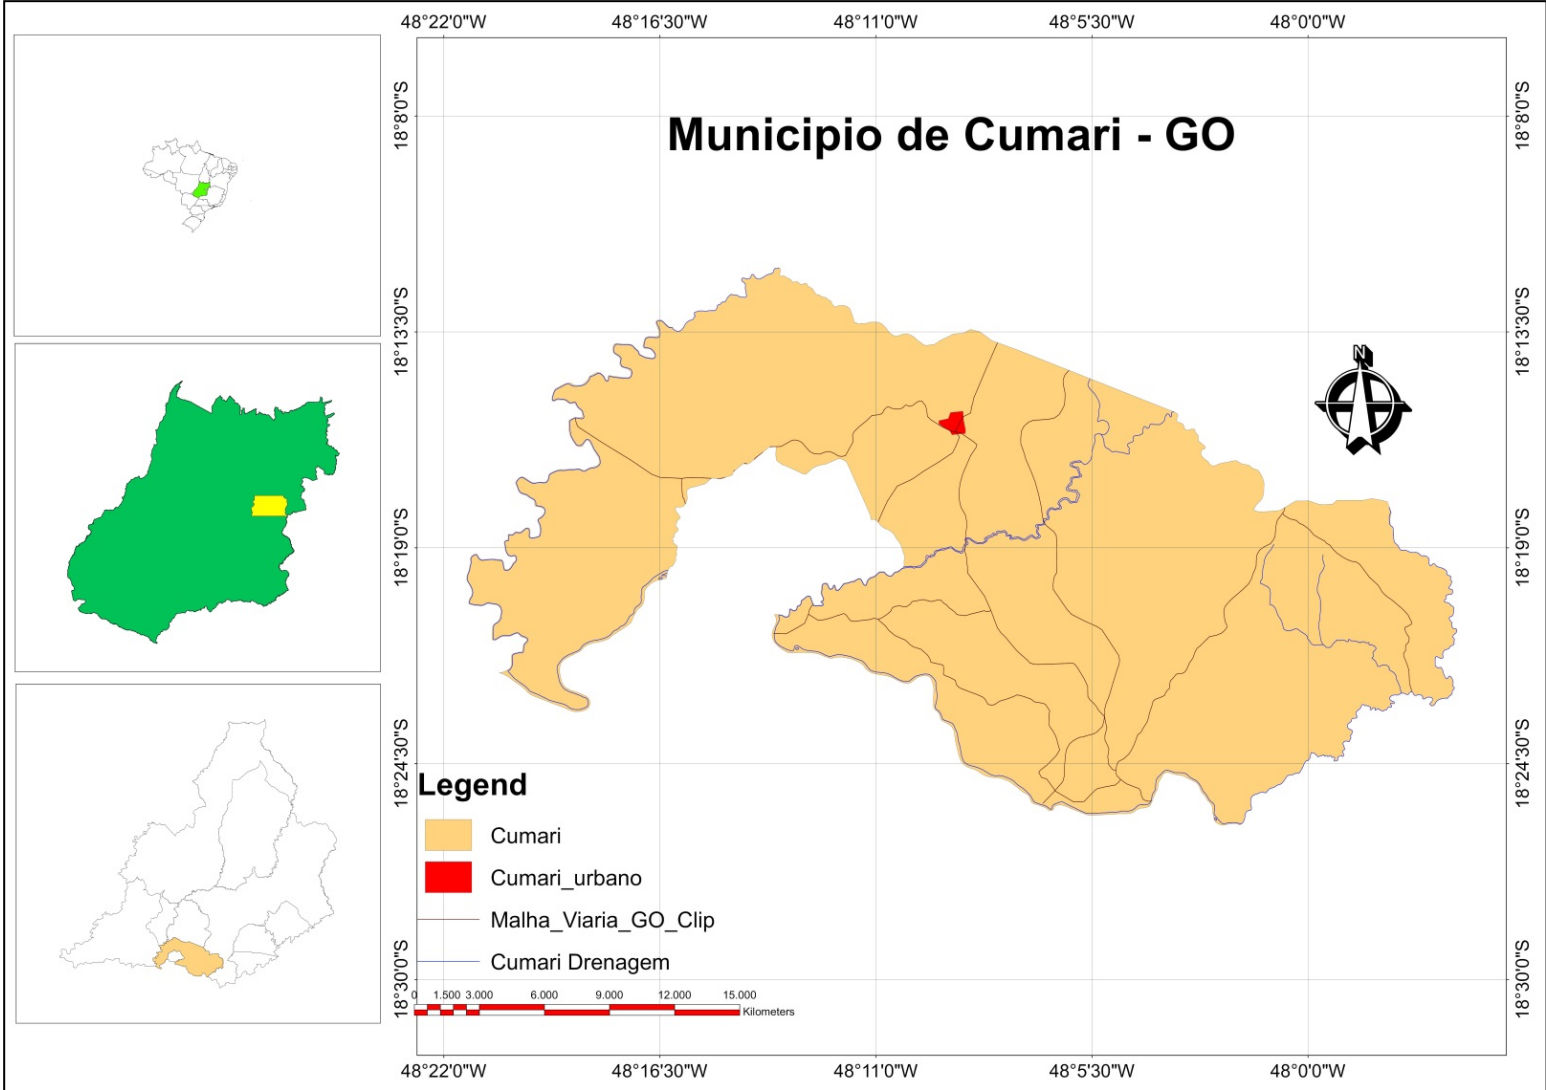 48°22'0"W 48°16'30"W 48°11'0"W 48°5'30"W 48°0'0"W
Municipio de Cumari - GO
18°8'0"S 18°8'0"S
18°13'30"S 18°13'30"S
N
18°19'0"S 18°19'0"S
18°24'30"S 18°24'30"S
Legend
Cumari
Cumari_urbano
Malha_Viaria_GO_Clip
Cumari Drenagem
18°30'0"S 18°30'0"S
0 1.500 3.000 6.000 9.000 12.000 15.000
Kilometers
48°22'0"W 48°16'30"W 48°11'0"W 48°5'30"W 48°0'0"W